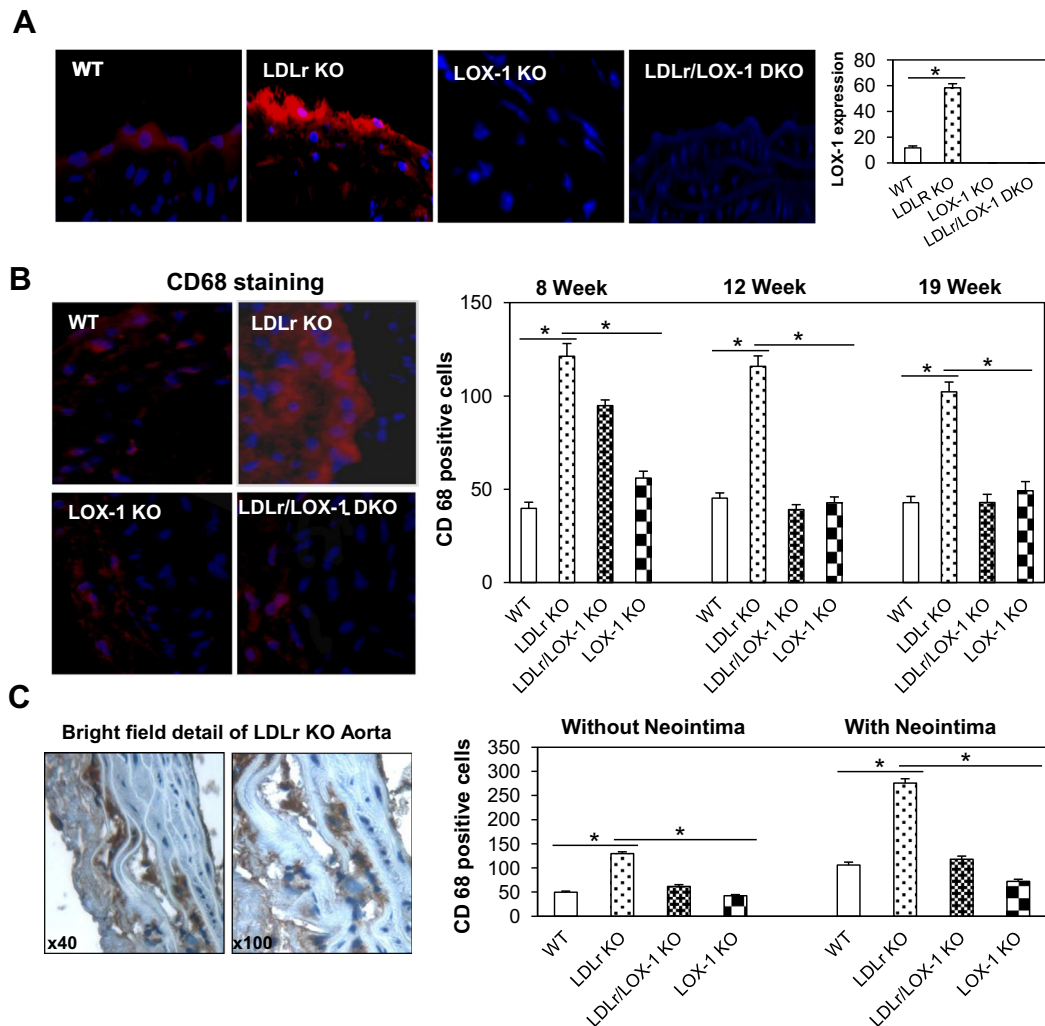 A
WT
LDLr KO
LOX-1 KO
LDLr/LOX-1 DKO
LOX-1 expression
80
60
40
20
0
*
WT
LDLR KO
LOX-1 KO
LDLr/LOX-1 DKO
B
CD68 staining
WT
LDLr KO
LOX-1 KO
LDLr/LOX-1 DKO
8 Week
12 Week
19 Week
CD 68 positive cells
150
100
50
0
* *
* *
* *
WT
LDLr KO
LDLr/LOX-1 KO
LOX-1 KO
WT
LDLr KO
LDLr/LOX-1 KO
LOX-1 KO
WT
LDLr KO
LDLr/LOX-1 KO
LOX-1 KO
C
Bright field detail of LDLr KO Aorta
x40
x100
Without Neointima
With Neointima
CD 68 positive cells
350
300
250
200
150
100
50
0
* *
* *
WT
LDLr KO
LDLr/LOX-1 KO
LOX-1 KO
WT
LDLr KO
LDLr/LOX-1 KO
LOX-1 KO